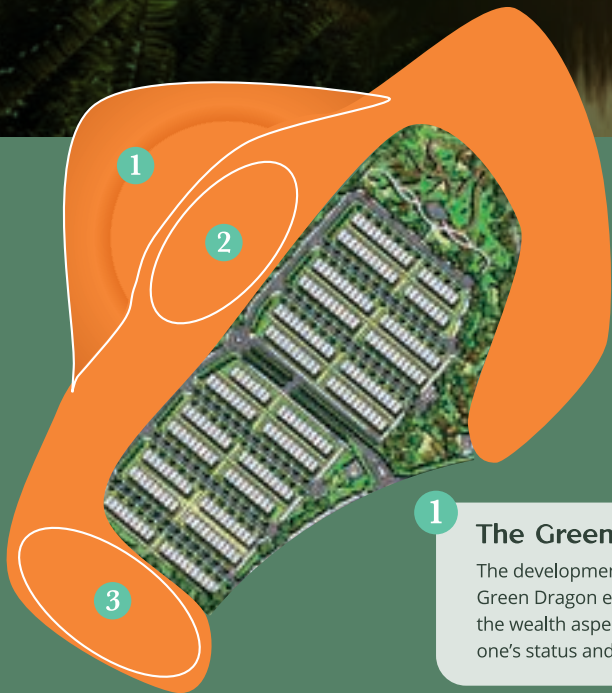 1
2
3
1
The Green
The developmen
Green Dragon e
the wealth aspe
one's status and